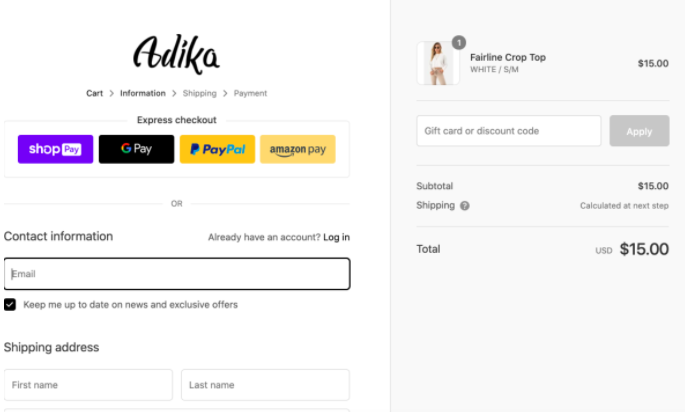 Adika
Cart > Information > Shipping > Payment
Express checkout
shop Pay
G Pay
PayPal
amazon pay
OR
Contact information
Already have an account? Log in
Email
Keep me up to date on news and exclusive offers
Shipping address
First name
Last name
1
Fairline Crop Top
WHITE / S/M
$15.00
Gift card or discount code
Apply
Subtotal
$15.00
Shipping ?
Calculated at next step
Total
USD $15.00